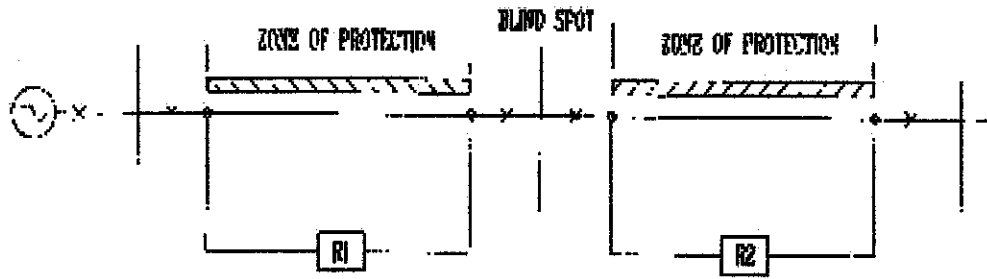 BLIND SPOT
ZONE OF PROTECTION
ZONE OF PROTECTION
R1
R2